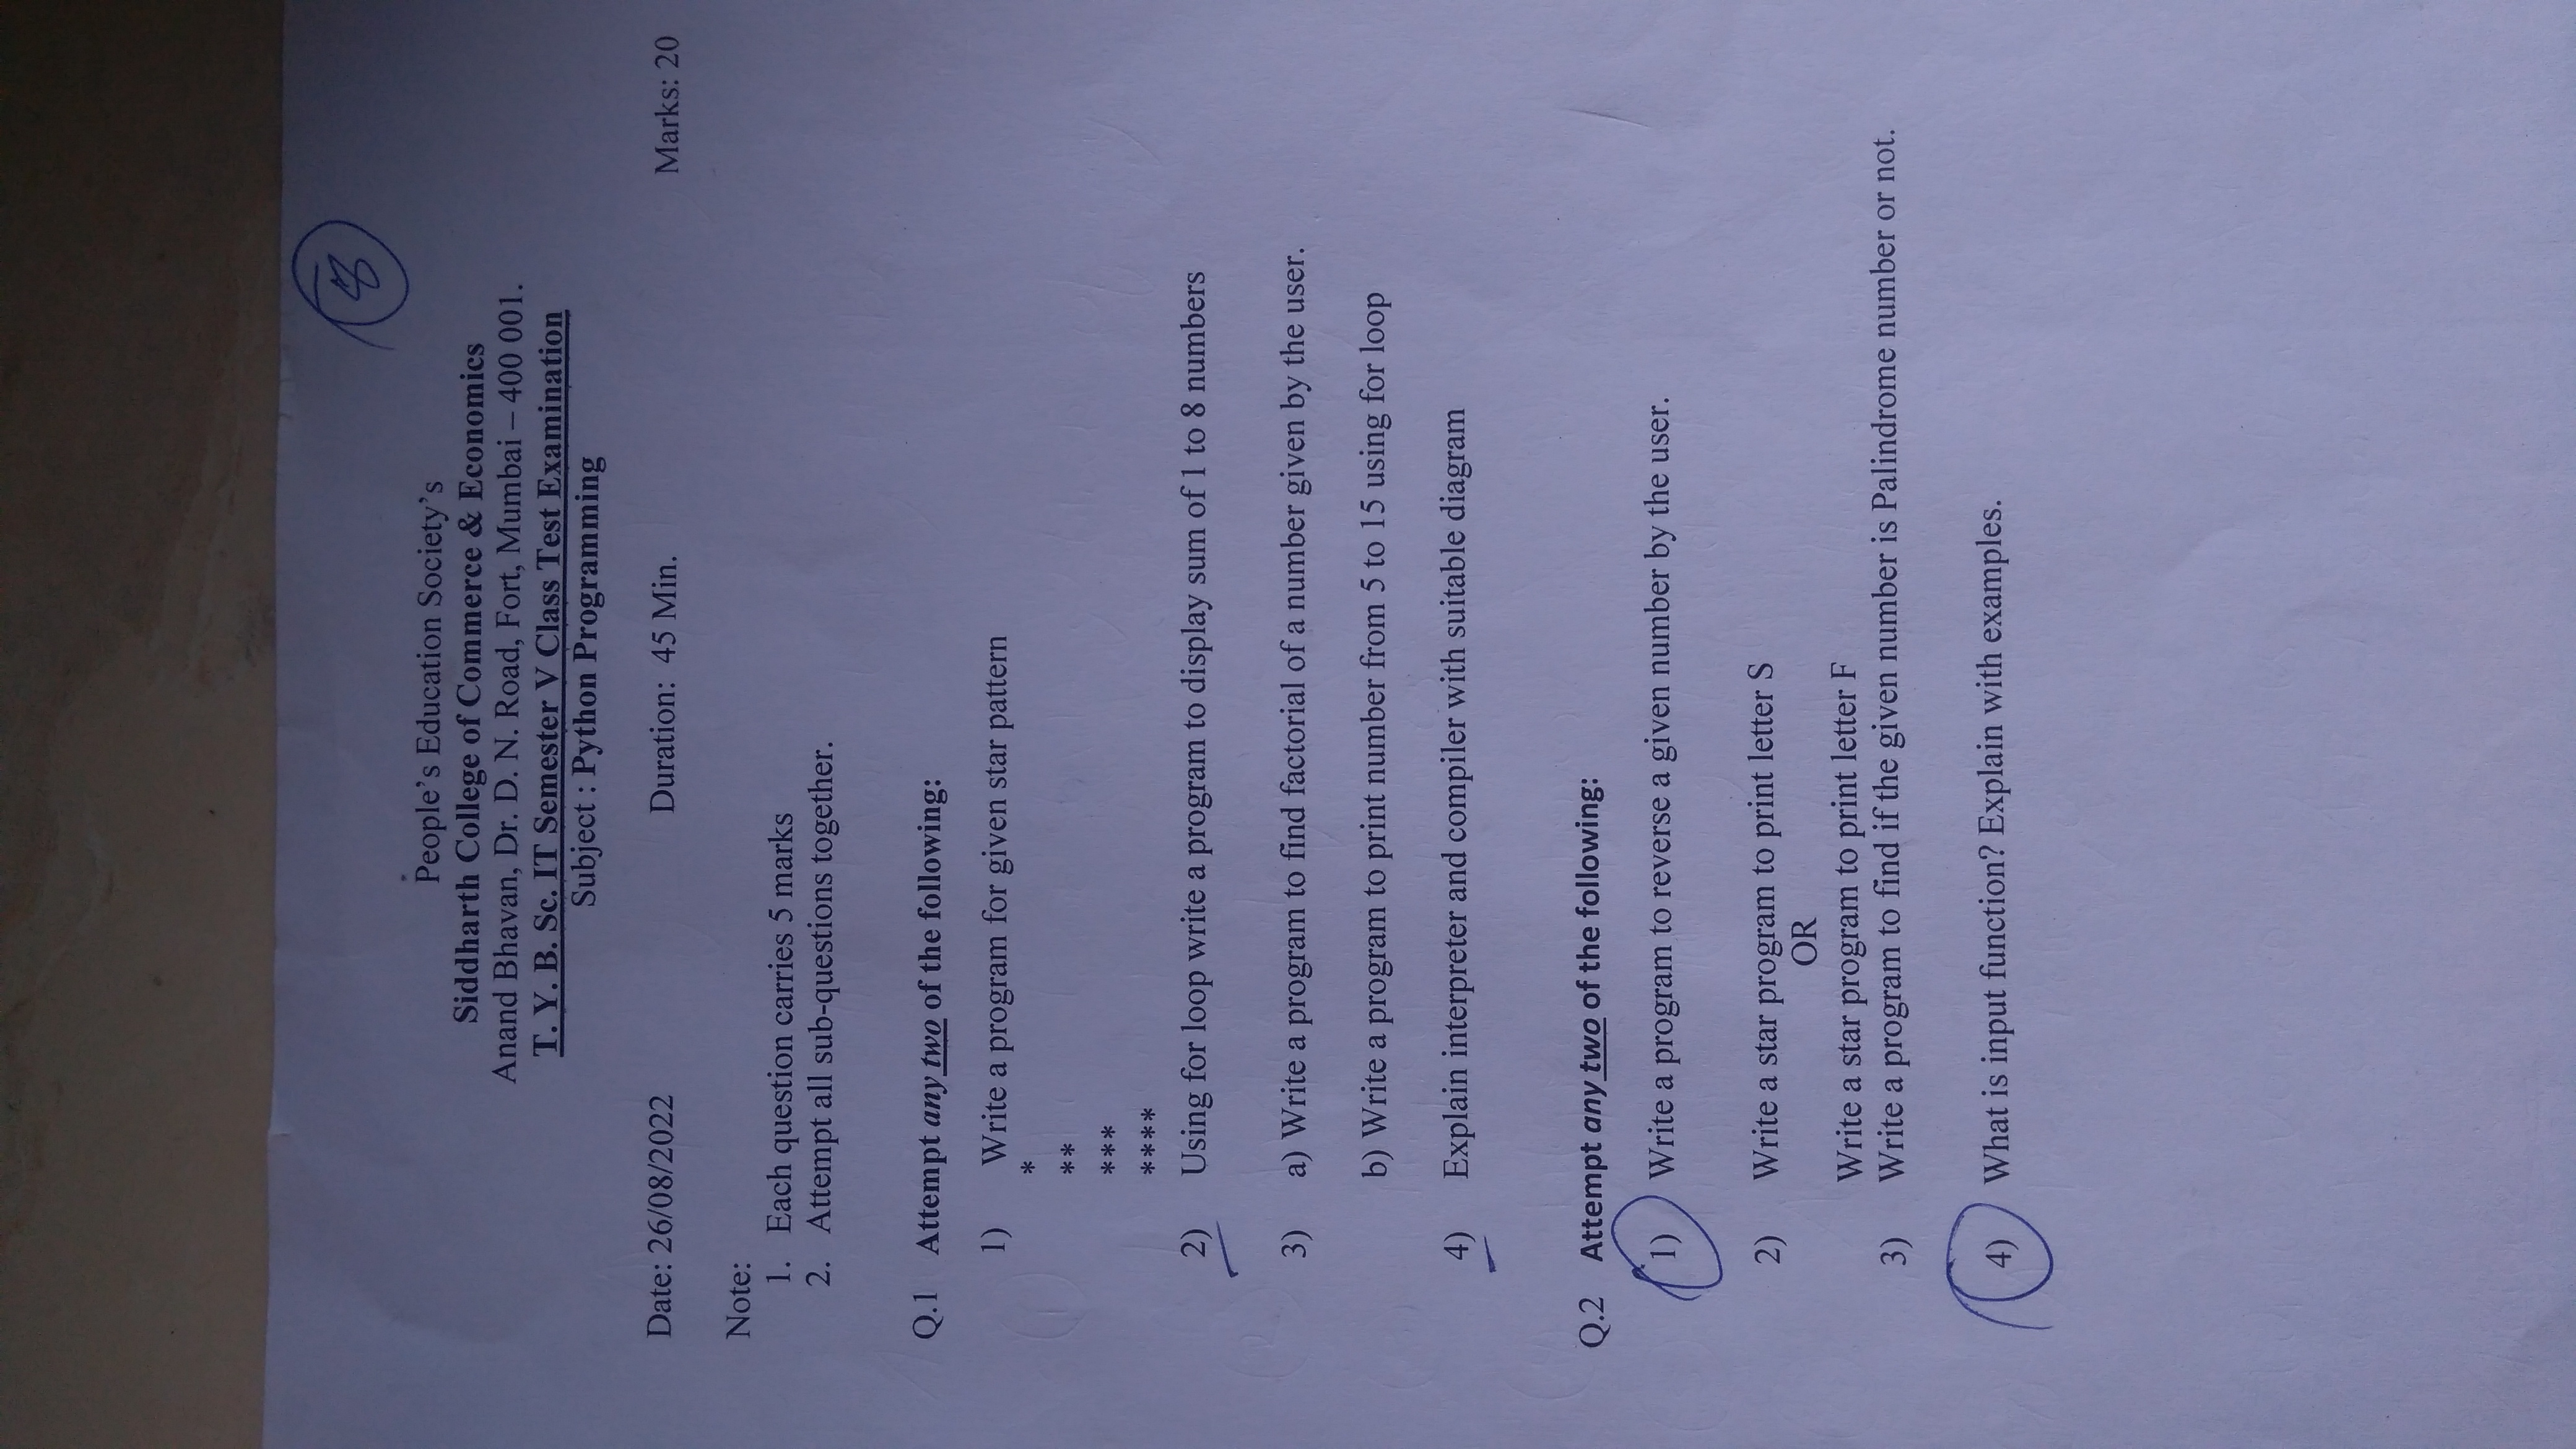 People's Education Society's
Siddharth College of Commerce & Economics
Anand Bhavan, Dr. D. N. Road, Fort, Mumbai – 400 001.
T. Y. B. Sc. IT Semester V Class Test Examination
Subject : Python Programming
Date: 26/08/2022 Duration: 45 Min. Marks: 20
Note:
1. Each question carries 5 marks
2. Attempt all sub-questions together.
Q.1 Attempt any two of the following:
1) Write a program for given star pattern
*
**
***
****
2) Using for loop write a program to display sum of 1 to 8 numbers
3) a) Write a program to find factorial of a number given by the user.
b) Write a program to print number from 5 to 15 using for loop
4) Explain interpreter and compiler with suitable diagram
Q.2 Attempt any two of the following:
1) Write a program to reverse a given number by the user.
2) Write a star program to print letter S
OR
Write a star program to print letter F
3) Write a program to find if the given number is Palindrome number or not.
4) What is input function? Explain with examples.